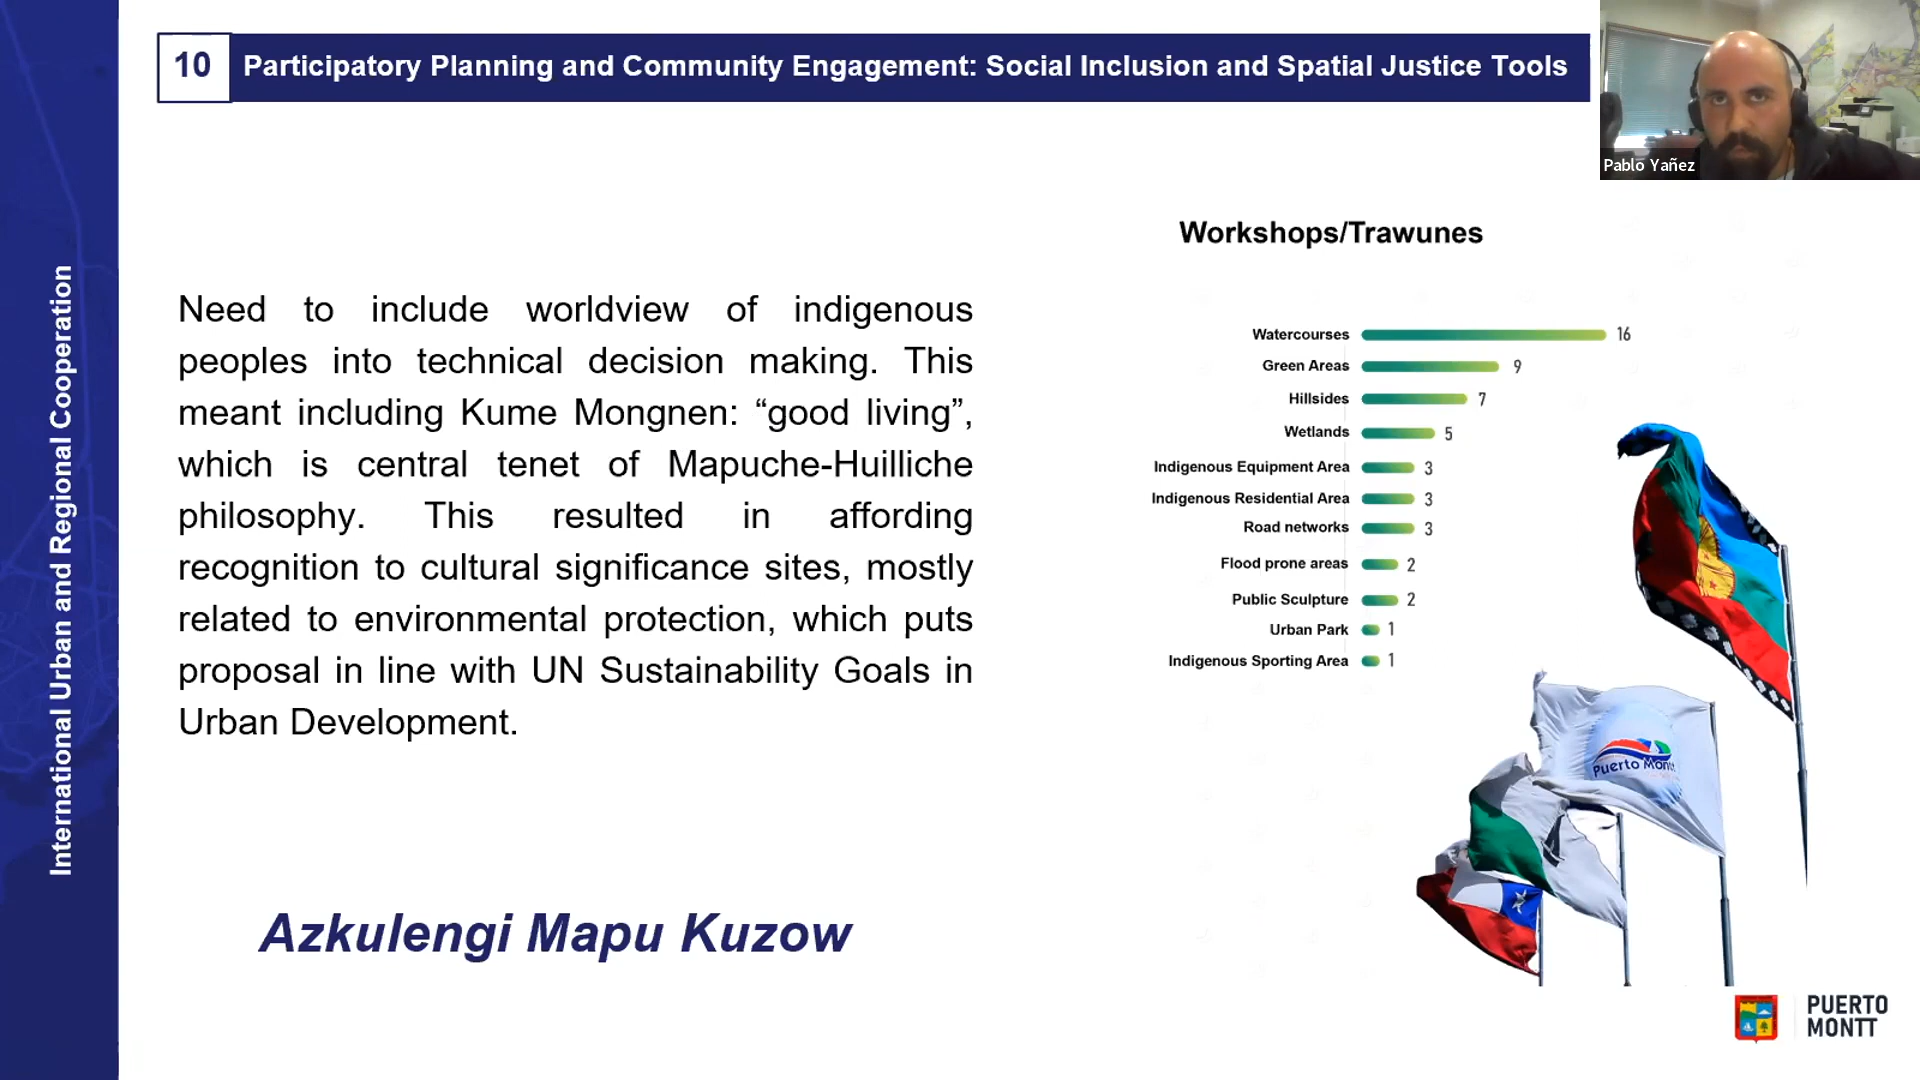 10
Participatory Planning and Community Engagement: Social Inclusion and Spatial Justice Tools
Pablo Yañez
International Urban and Regional Cooperation
Need to include worldview of indigenous
peoples into technical decision making. This
meant including Kume Mongnen: “good living”,
which is central tenet of Mapuche-Huilliche
philosophy. This resulted in affording
recognition to cultural significance sites, mostly
related to environmental protection, which puts
proposal in line with UN Sustainability Goals in
Urban Development.
Azkulengi Mapu Kuzow
Workshops/Trawunes
Watercourses 16
Green Areas 9
Hillsides 7
Wetlands 5
Indigenous Equipment Area 3
Indigenous Residential Area 3
Road networks 3
Flood prone areas 2
Public Sculpture 2
Urban Park 1
Indigenous Sporting Area 1
Puerto Montt
PUERTO
MONTT